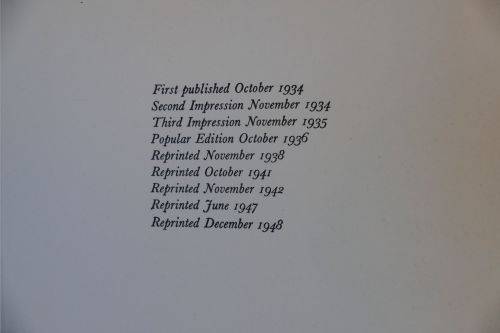 First published October 1934
Second Impression November 1934
Third Impression November 1935
Popular Edition October 1936
Reprinted November 1938
Reprinted October 1941
Reprinted November 1942
Reprinted June 1947
Reprinted December 1948